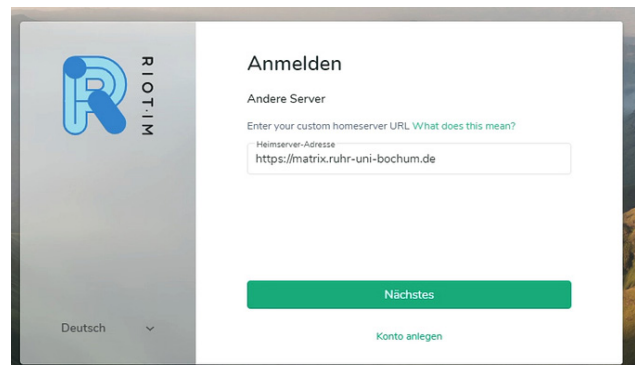 RIOT.IM
Anmelden
Andere Server
Enter your custom homeserver URL What does this mean?
Heimserver-Adresse
https://matrix.ruhr-uni-bochum.de
Nächstes
Deutsch
Konto anlegen